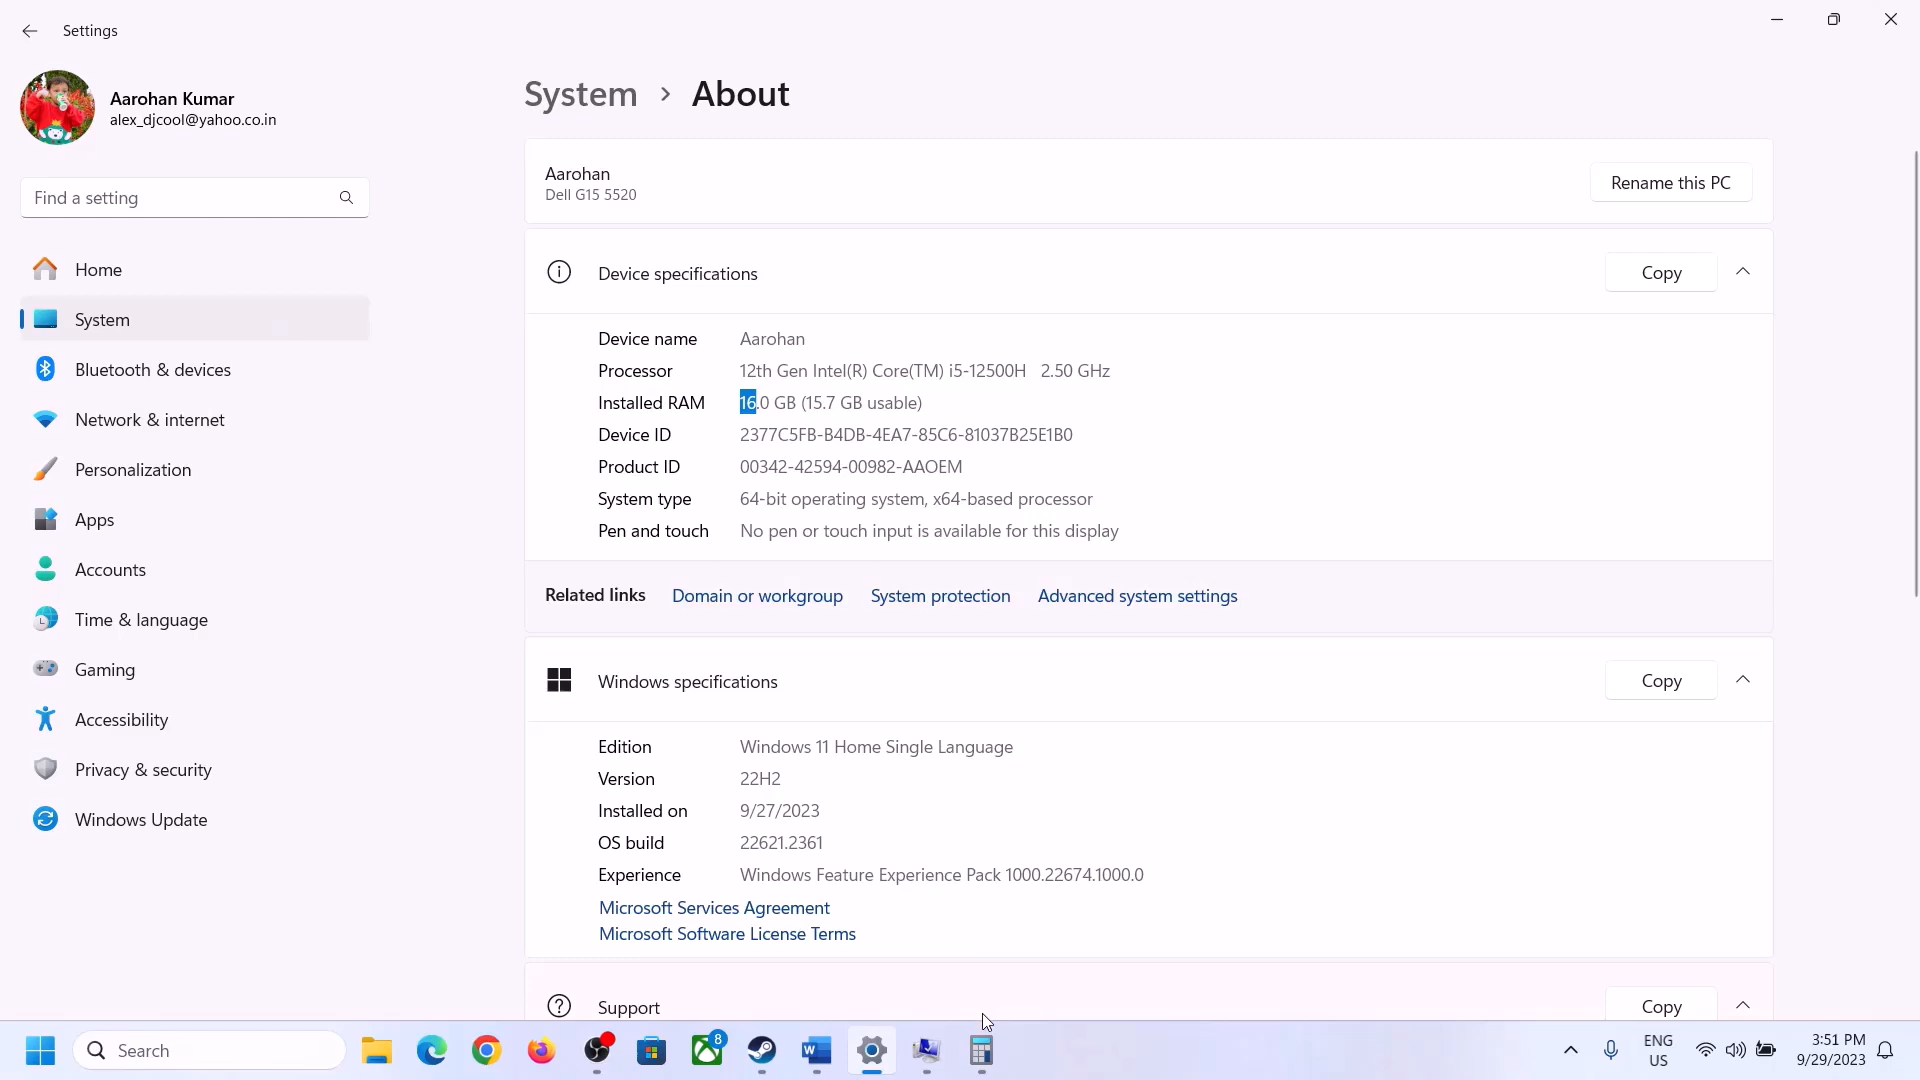 Settings
Aarohan Kumar
alex_djcool@yahoo.co.in
Find a setting
Home
System
Bluetooth & devices
Network & internet
Personalization
Apps
Accounts
Time & language
Gaming
Accessibility
Privacy & security
Windows Update
System > About
Aarohan
Dell G15 5520
Rename this PC
Device specifications
Copy
Device name Aarohan
Processor 12th Gen Intel(R) Core(TM) i5-12500H 2.50 GHz
Installed RAM 16.0 GB (15.7 GB usable)
Device ID 2377C5FB-B4DB-4EA7-85C6-81037B25E1B0
Product ID 00342-42594-00982-AAOEM
System type 64-bit operating system, x64-based processor
Pen and touch No pen or touch input is available for this display
Related links Domain or workgroup System protection Advanced system settings
Windows specifications
Copy
Edition Windows 11 Home Single Language
Version 22H2
Installed on 9/27/2023
OS build 22621.2361
Experience Windows Feature Experience Pack 1000.22674.1000.0
Microsoft Services Agreement
Microsoft Software License Terms
Support
Copy
Search
8
ENG
US
3:51 PM
9/29/2023